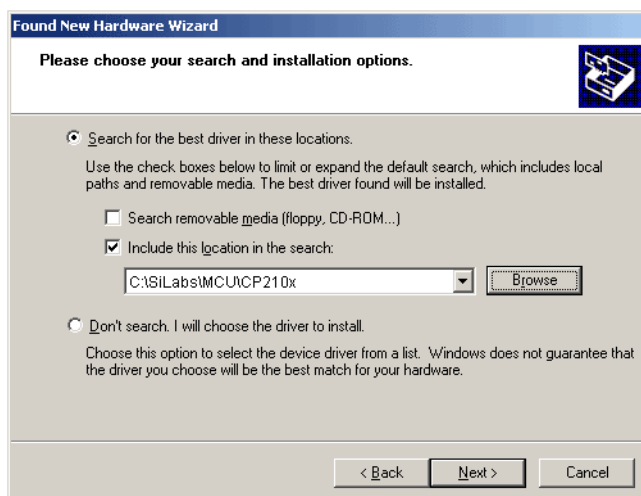 Found New Hardware Wizard
Please choose your search and installation options.
Search for the best driver in these locations.
Use the check boxes below to limit or expand the default search, which includes local
paths and removable media. The best driver found will be installed.
Search removable media (floppy, CD-ROM...)
Include this location in the search:
C:\SiLabs\MCU\CP210x
Browse
Don't search. I will choose the driver to install.
Choose this option to select the device driver from a list. Windows does not guarantee that
the driver you choose will be the best match for your hardware.
< Back Next > Cancel